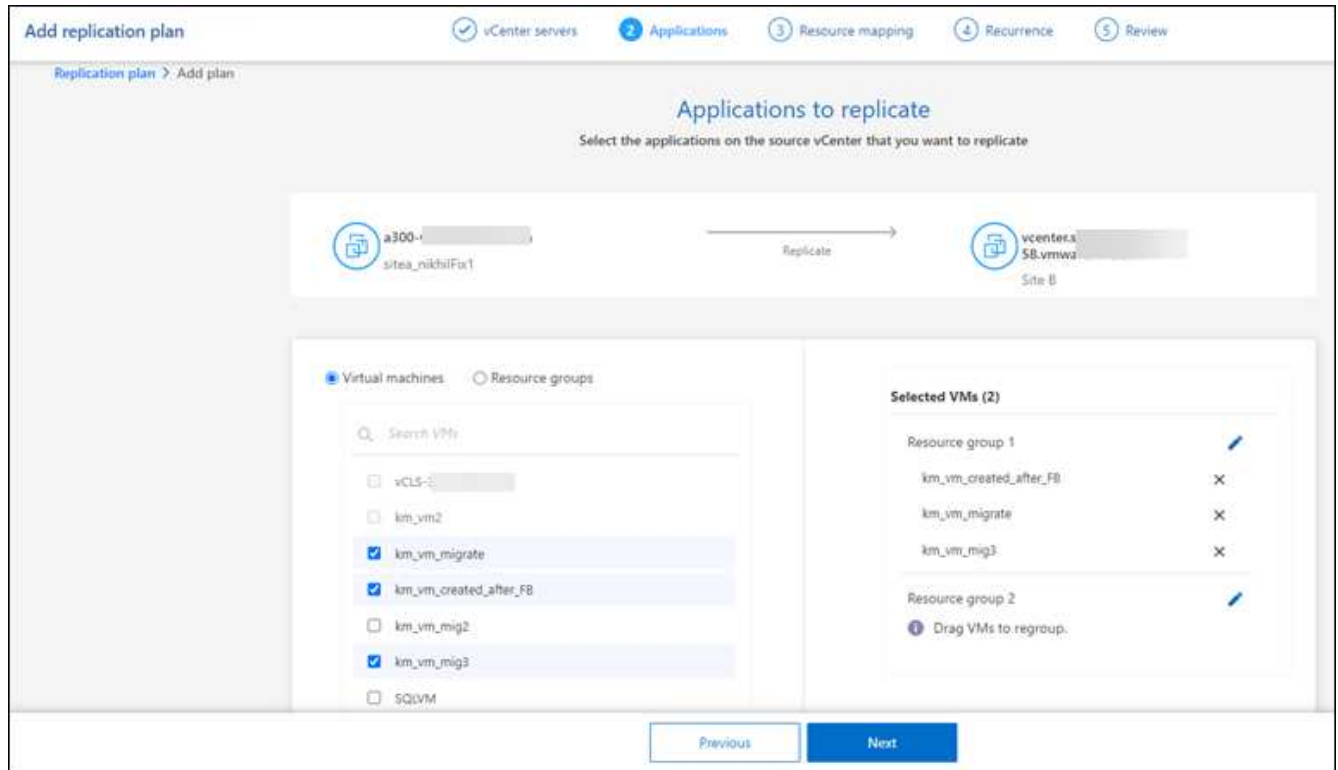 Add replication plan
vCenter servers
2 Applications
3 Resource mapping
4 Recurrence
5 Review
Replication plan > Add plan
Applications to replicate
Select the applications on the source vCenter that you want to replicate
a300-
sitea_nikhilFix1
Replicate
vcenter.s
58.vmwa
Site B
Virtual machines
Resource groups
Search VMs
vCLS-
km_vm2
km_vm_migrate
km_vm_created_after_FB
km_vm_mig2
km_vm_mig3
SQLVM
Selected VMs (2)
Resource group 1
km_vm_created_after_FB
km_vm_migrate
km_vm_mig3
Resource group 2
Drag VMs to regroup.
Previous
Next